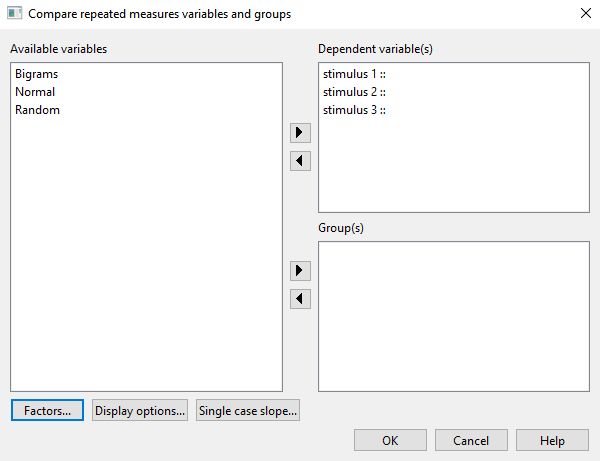 Compare repeated measures variables and groups
Available variables
Bigrams
Normal
Random
Dependent variable(s)
stimulus 1 ::
stimulus 2 ::
stimulus 3 ::
Group(s)
Factors...
Display options...
Single case slope...
OK
Cancel
Help